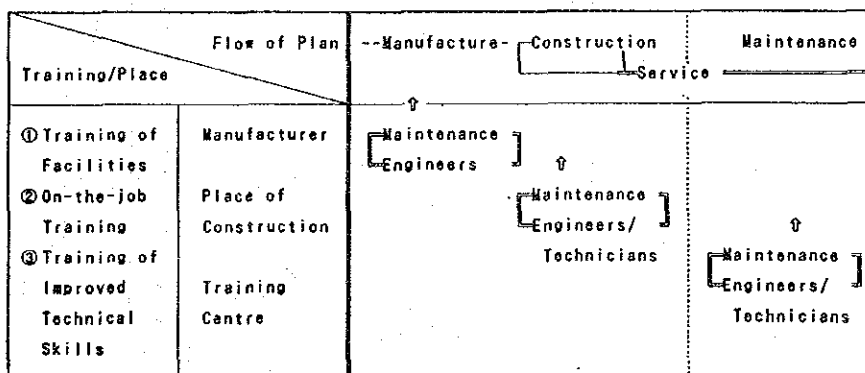 Flow of Plan --Manufacture- Construction Maintenance
Training/Place Service
⇧
①Training of Manufacturer Maintenance
Facilities Engineers ⇧
②On-the-job Place of Maintenance
Training Construction Engineers/ ⇧
③Training of Technicians Maintenance
Improved Training Engineers/
Technical Centre Technicians
Skills